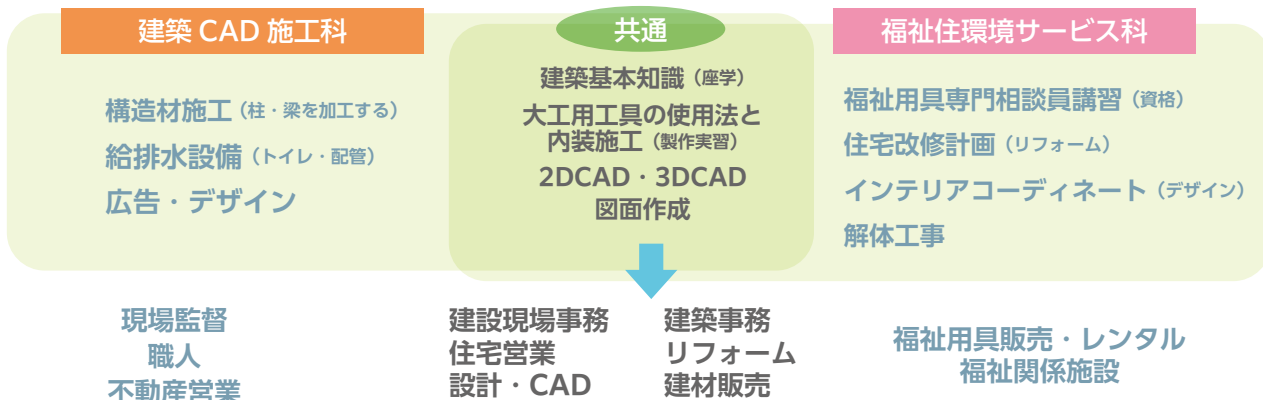 建築 CAD 施工科
構造材施工（柱・梁を加工する）
給排水設備（トイレ・配管）
広告・デザイン
共通
建築基本知識（座学）
大工用工具の使用法と
内装施工（製作実習）
2DCAD・3DCAD
図面作成
福祉住環境サービス科
福祉用具専門相談員講習（資格）
住宅改修計画（リフォーム）
インテリアコーディネート（デザイン）
解体工事
現場監督
職人
不動産営業
建設現場事務
住宅営業
設計・CAD
建築事務
リフォーム
建材販売
福祉用具販売・レンタル
福祉関係施設